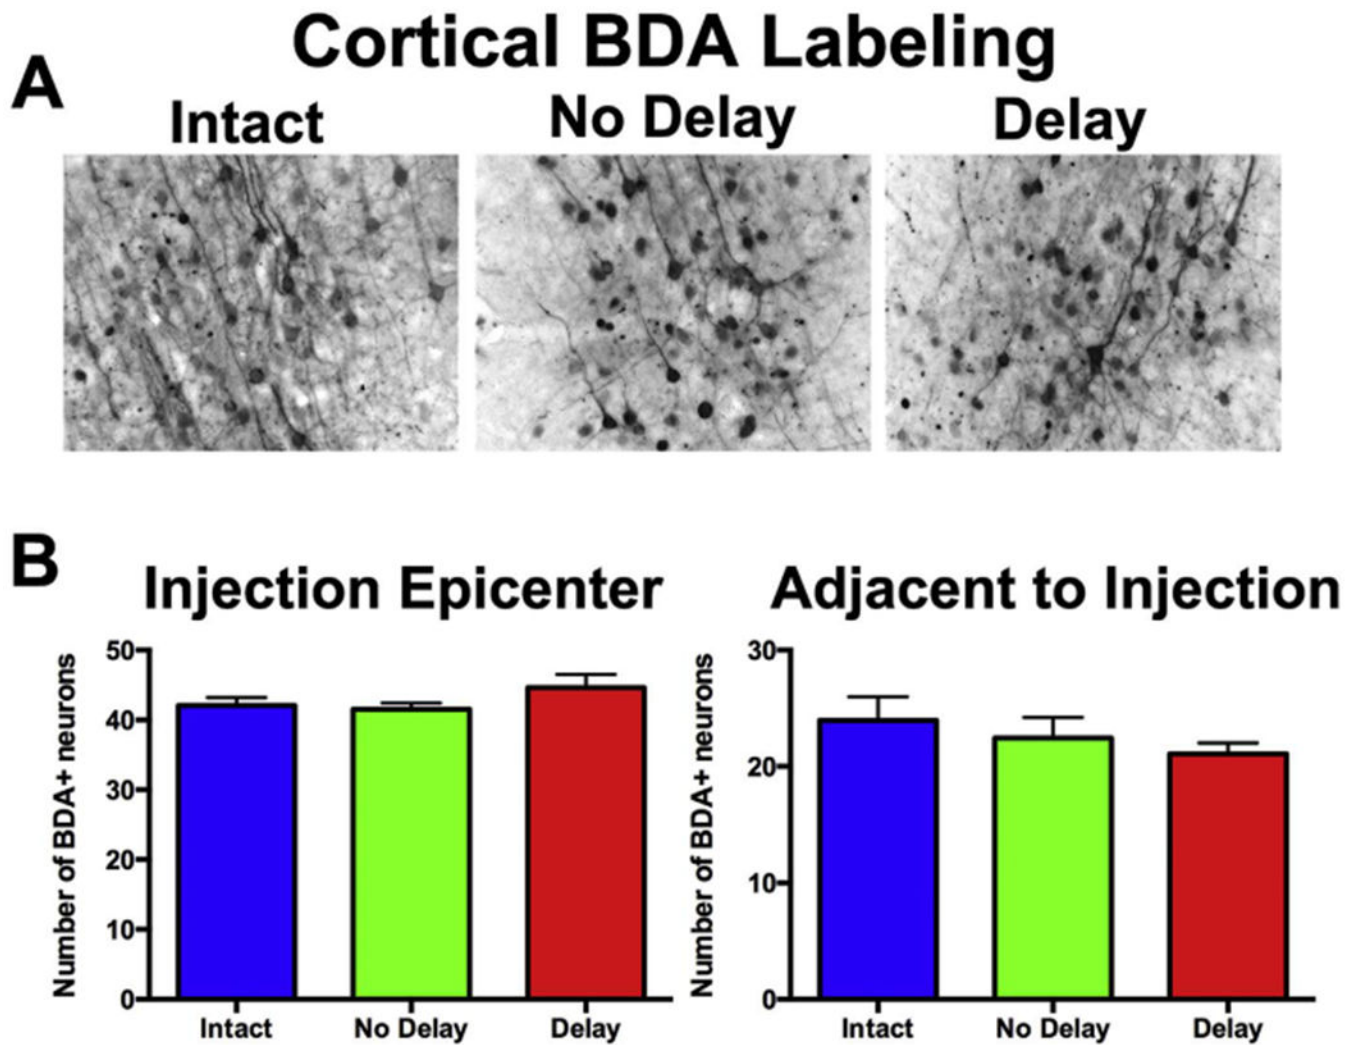 Cortical BDA Labeling
A
Intact
No Delay
Delay
B
Injection Epicenter
Number of BDA+ neurons
50
40
30
20
10
0
Intact
No Delay
Delay
Adjacent to Injection
Number of BDA+ neurons
30
20
10
0
Intact
No Delay
Delay